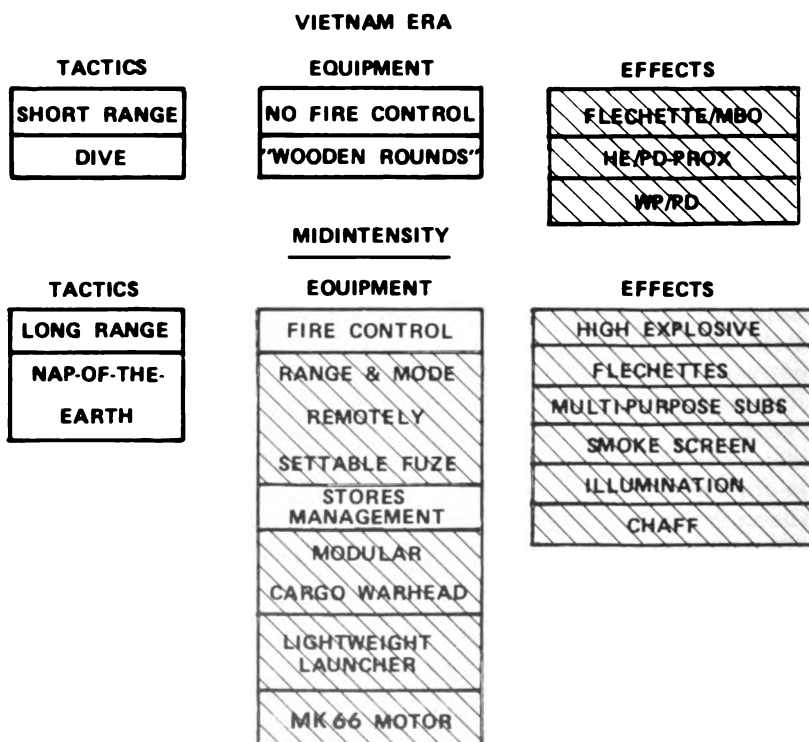 VIETNAM ERA
TACTICS
SHORT RANGE
DIVE
EQUIPMENT
NO FIRE CONTROL
"WOODEN ROUNDS"
EFFECTS
FLECHETTE/MBO
HE/PD-PROX
WP/PD
MIDINTENSITY
TACTICS
LONG RANGE
NAP-OF-THE-
EARTH
EQUIPMENT
FIRE CONTROL
RANGE & MODE
REMOTELY
SETTABLE FUZE
STORES
MANAGEMENT
MODULAR
CARGO WARHEAD
LIGHTWEIGHT
LAUNCHER
MK 66 MOTOR
EFFECTS
HIGH EXPLOSIVE
FLECHETTES
MULTI-PURPOSE SUBS
SMOKE SCREEN
ILLUMINATION
CHAFF